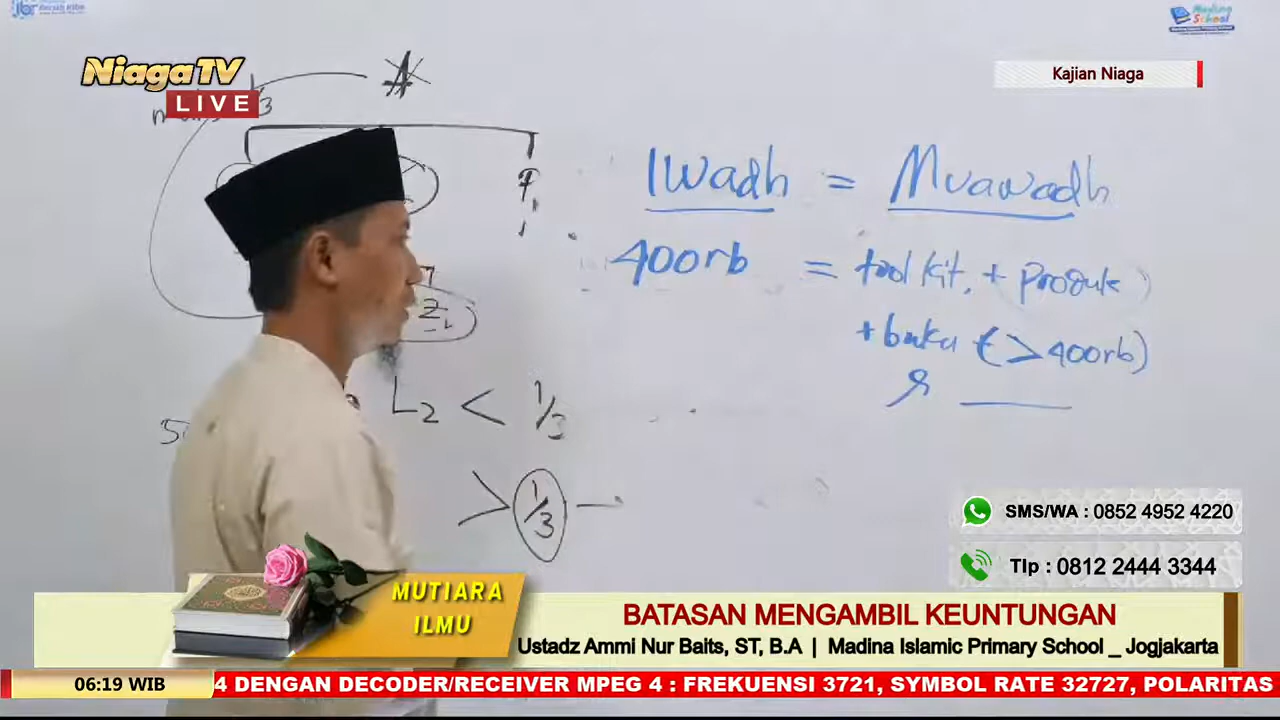 Madina
School
NiagaTV
LIVE
Kajian Niaga
Iwadh = Muawadh
400rb = tool kit, + produk
+ buku (> 400rb)
L2 < 1/3
> 1/3
SMS/WA : 0852 4952 4220
Tlp : 0812 2444 3344
MUTIARA
ILMU
BATASAN MENGAMBIL KEUNTUNGAN
Ustadz Ammi Nur Baits, ST, B.A | Madina Islamic Primary School _ Jogjakarta
06:19 WIB
4 DENGAN DECODER/RECEIVER MPEG 4 : FREKUENSI 3721, SYMBOL RATE 32727, POLARITAS